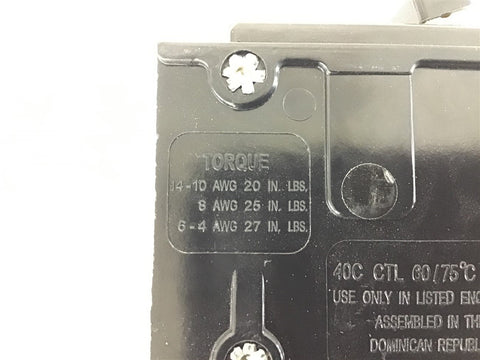 TORQUE
14-10 AWG 20 IN. LBS.
8 AWG 25 IN. LBS.
6-4 AWG 27 IN. LBS.
40C CTL 60/75°C
USE ONLY IN LISTED ENC
ASSEMBLED IN TH
DOMINICAN REPUBL